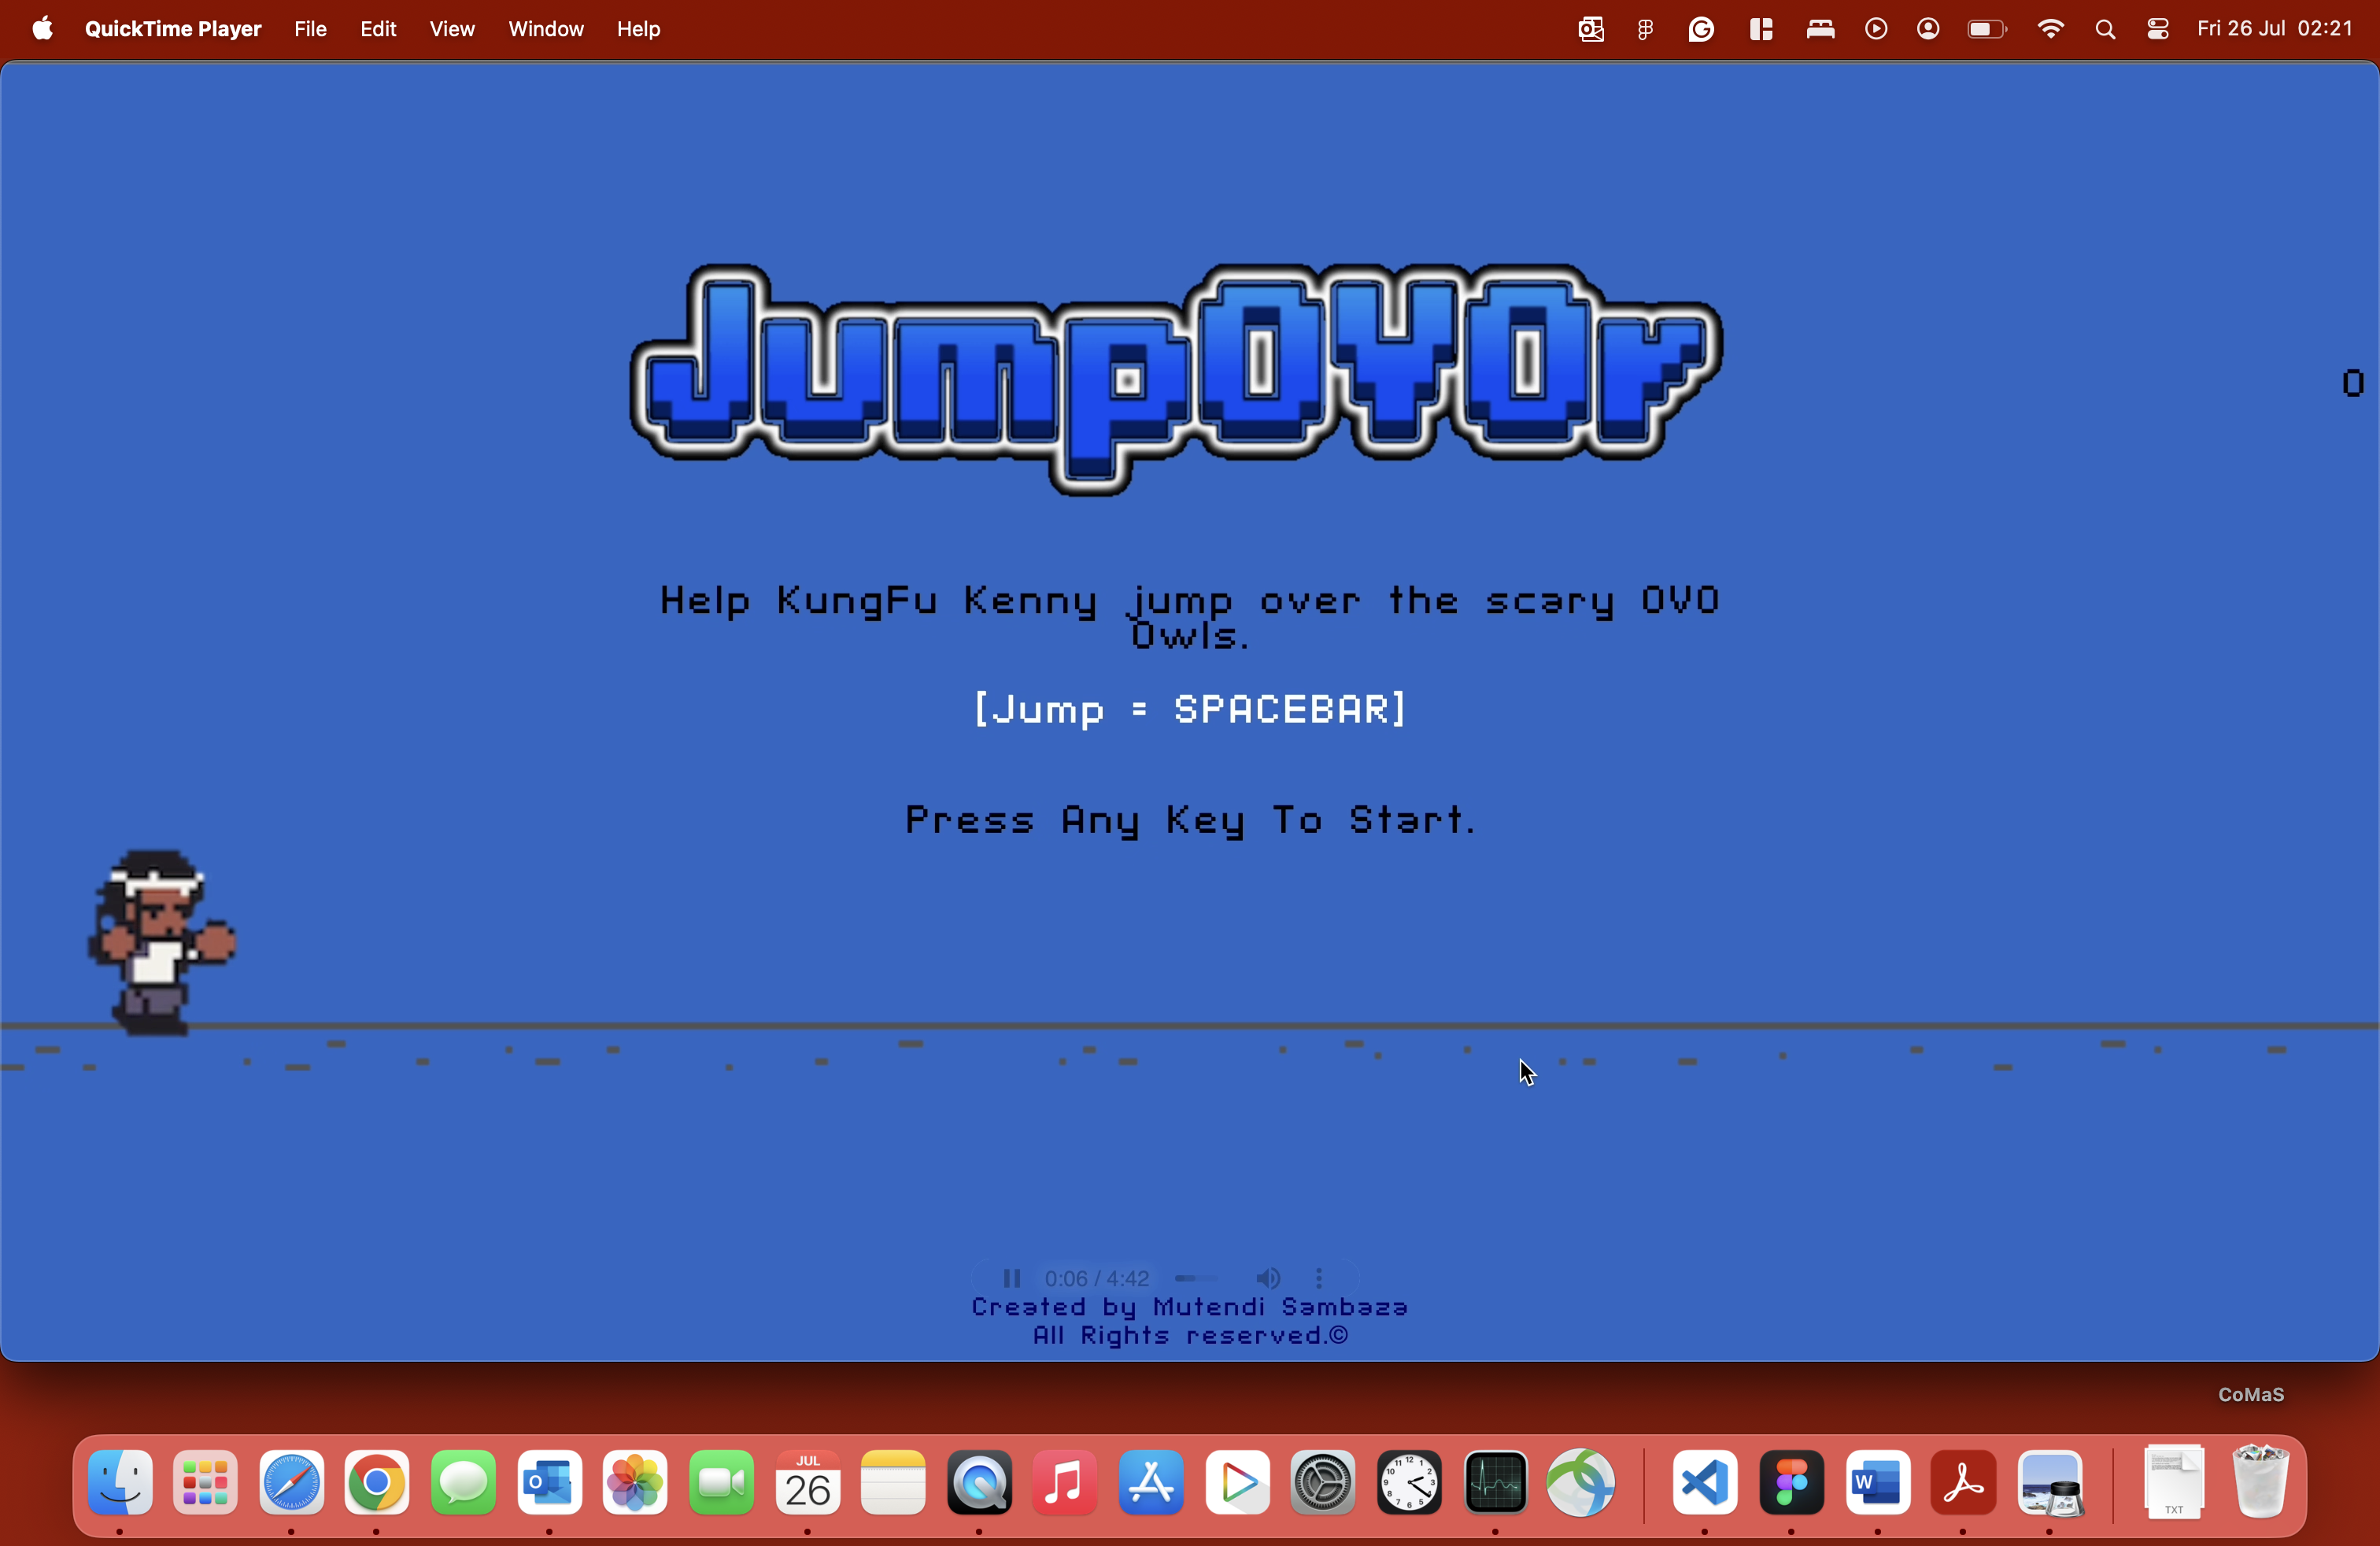 QuickTime Player File Edit View Window Help Fri 26 Jul 02:21
JumpOVOr
0
Help KungFu Kenny jump over the scary OVO
Owls.
[Jump = SPACEBAR]
Press Any Key To Start.
0:06 / 4:42
Created by Mutendi Sambaza
All Rights reserved.©
CoMaS
JUL
26
TXT